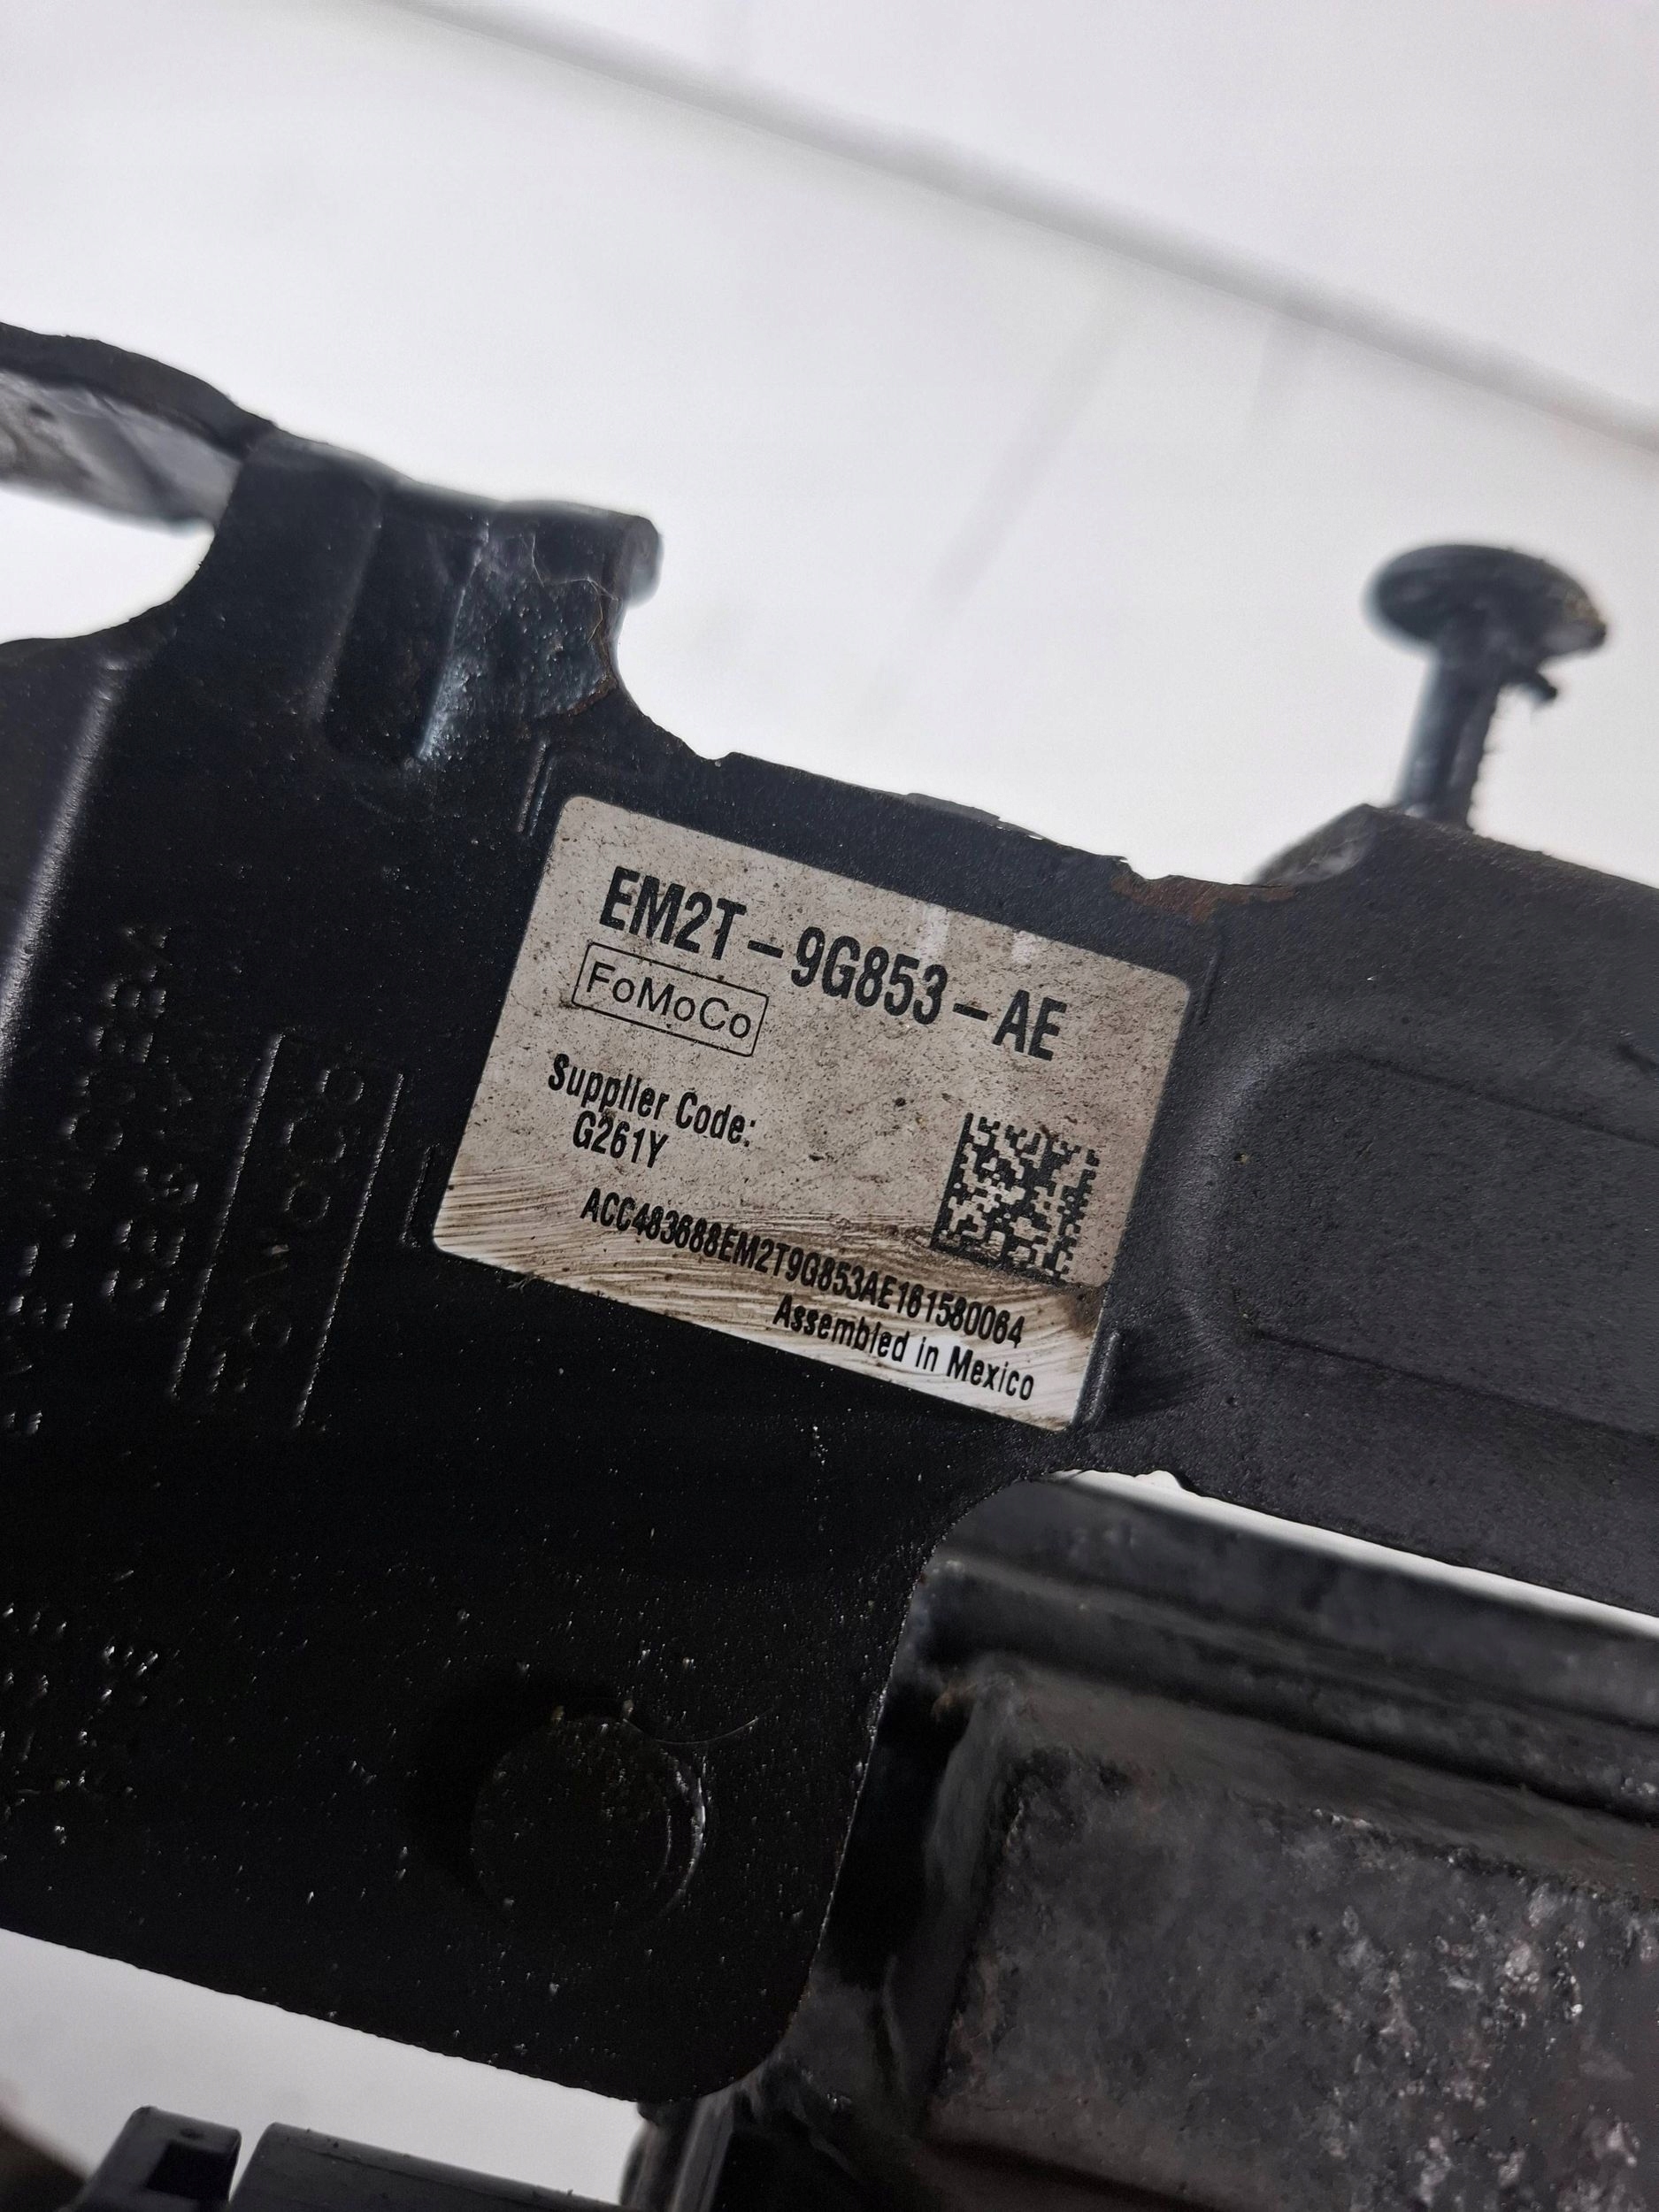 EM2T-9G853-AE
FoMoCo
Supplier Code:
G261Y
ACC483688EM2T9G853AE161580064
Assembled in Mexico